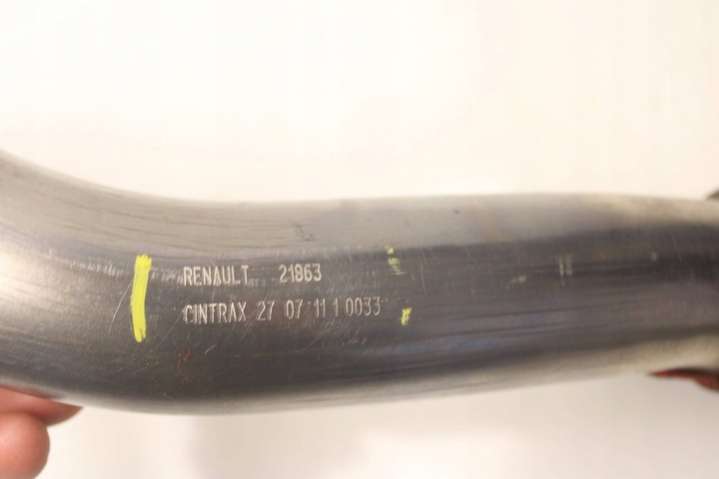 RENAULT 21863
CINTRAX 27 07 11 1 0033